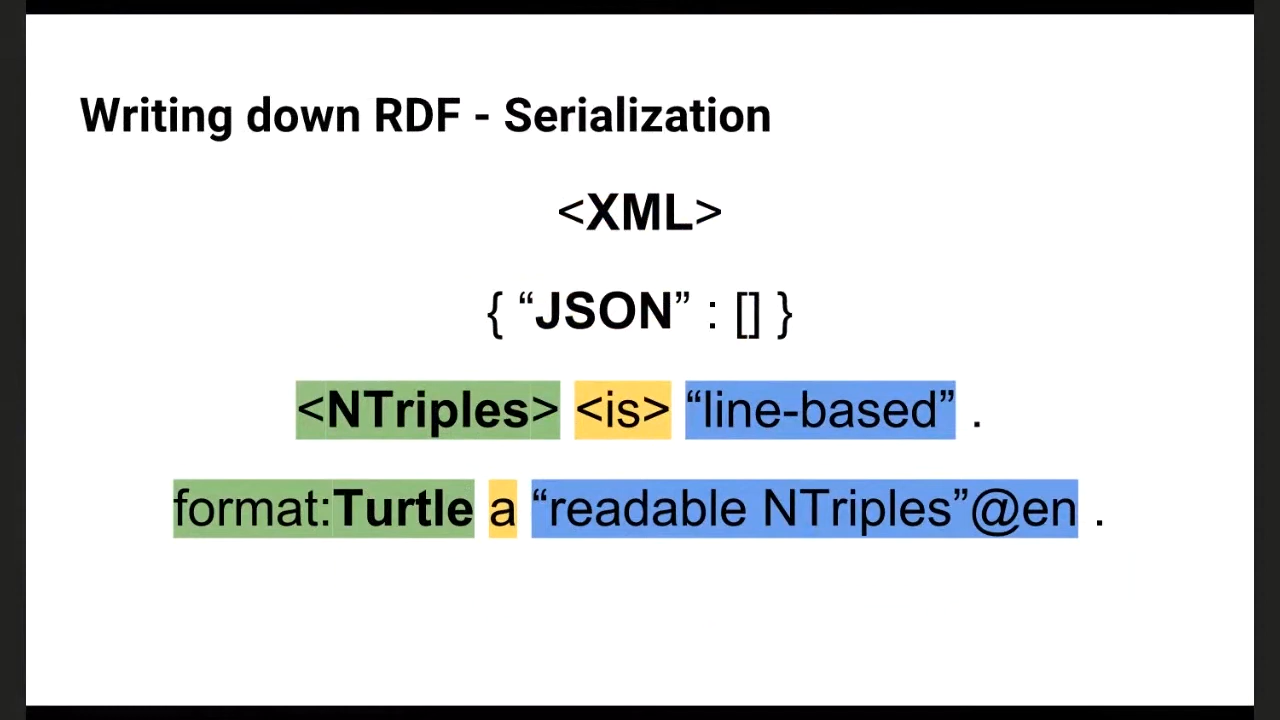 Writing down RDF - Serialization
<XML>
{ “JSON” : [] }
<NTriples> <is> “line-based” .
format:Turtle a “readable NTriples”@en .